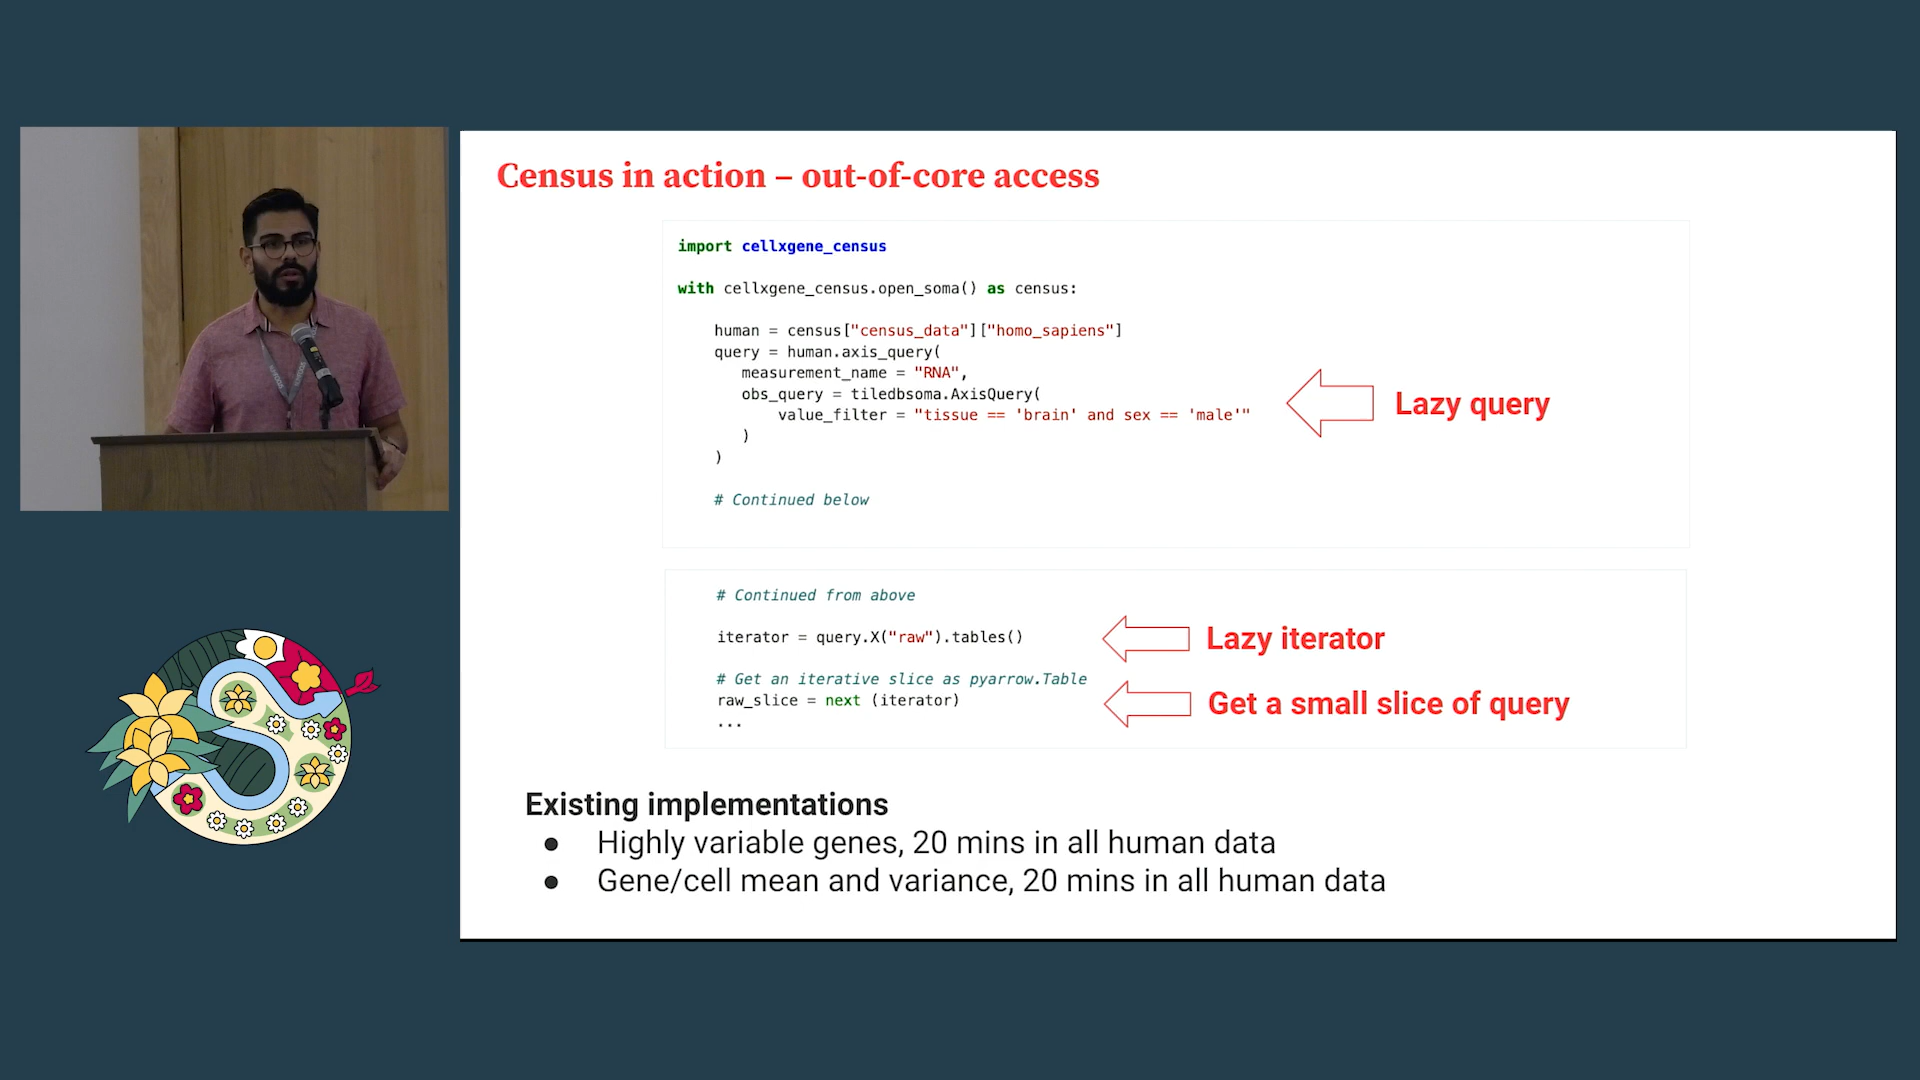 Census in action – out-of-core access
import cellxgene_census
with cellxgene_census.open_soma() as census:
human = census["census_data"]["homo_sapiens"]
query = human.axis_query(
measurement_name = "RNA",
obs_query = tiledbsoma.AxisQuery(
value_filter = "tissue == 'brain' and sex == 'male'"
)
)
Lazy query
# Continued below
# Continued from above
iterator = query.X("raw").tables()
Lazy iterator
# Get an iterative slice as pyarrow.Table
raw_slice = next (iterator)
...
Get a small slice of query
Existing implementations
● Highly variable genes, 20 mins in all human data
● Gene/cell mean and variance, 20 mins in all human data